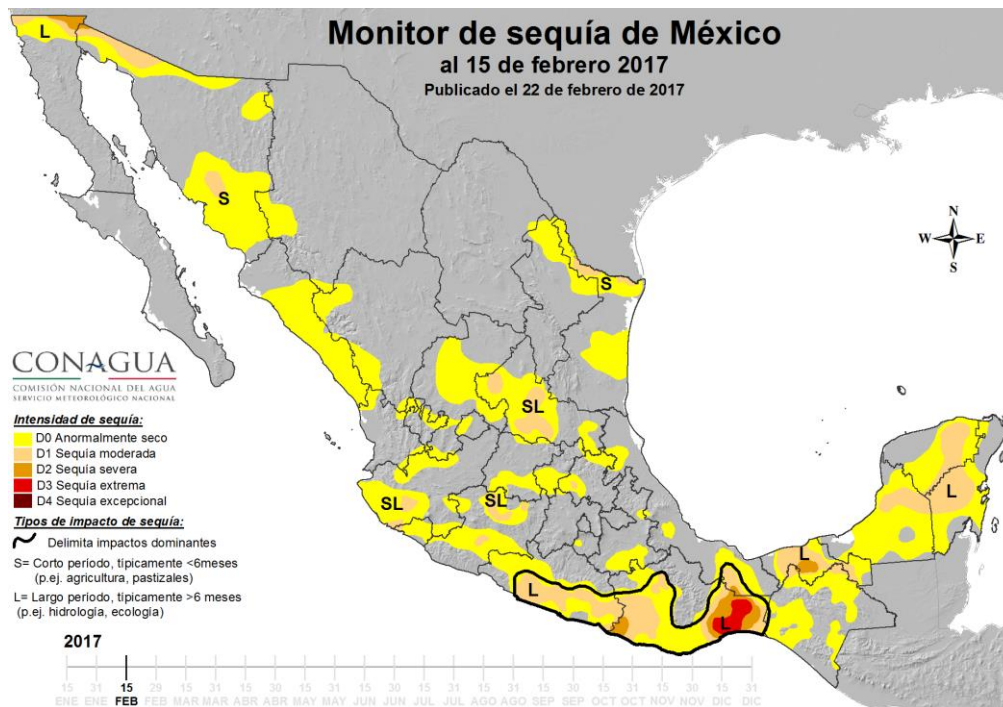 Monitor de sequía de México
al 15 de febrero 2017
Publicado el 22 de febrero de 2017
L
S
S
N
W E
S
SL
SL
SL
L
L
L
L
CONAGUA
COMISIÓN NACIONAL DEL AGUA
SERVICIO METEOROLÓGICO NACIONAL
Intensidad de sequía:
D0 Anormalmente seco
D1 Sequía moderada
D2 Sequía severa
D3 Sequía extrema
D4 Sequía excepcional
Tipos de impacto de sequía:
Delimita impactos dominantes
S= Corto período, típicamente <6meses
(p.ej. agricultura, pastizales)
L= Largo período, típicamente >6 meses
(p.ej. hidrología, ecología)
2017
15 31 15 29 15 31 15 30 15 31 15 30 15 31 15 31 15 30 15 31 15 30 15 31
ENE ENE FEB FEB MAR MAR ABR ABR MAY MAY JUN JUN JUL JUL AGO AGO SEP SEP OCT OCT NOV NOV DIC DIC